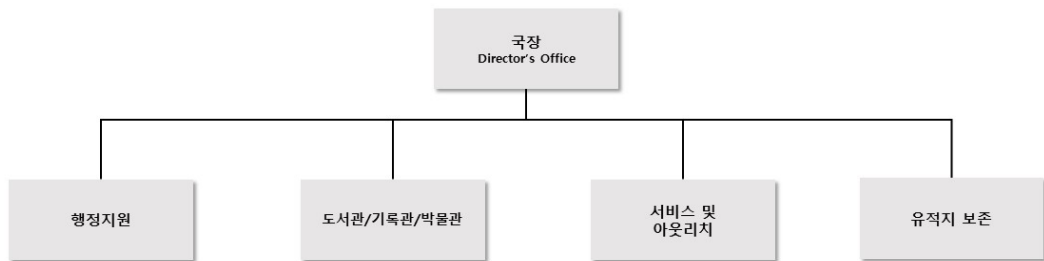 국장
Director's Office
행정지원
도서관/기록관/박물관
서비스 및
아웃리치
유적지 보존